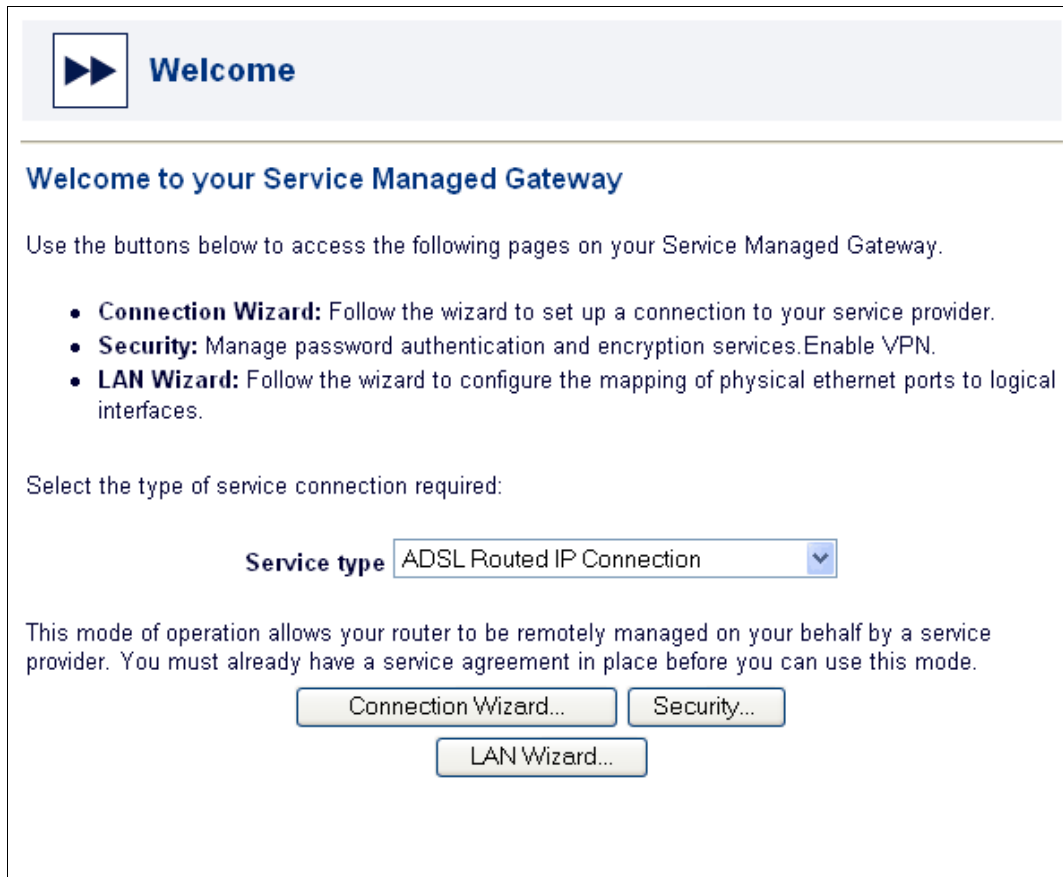 Welcome
Welcome to your Service Managed Gateway
Use the buttons below to access the following pages on your Service Managed Gateway.
• Connection Wizard: Follow the wizard to set up a connection to your service provider.
• Security: Manage password authentication and encryption services.Enable VPN.
• LAN Wizard: Follow the wizard to configure the mapping of physical ethernet ports to logical
interfaces.
Select the type of service connection required:
Service type ADSL Routed IP Connection
This mode of operation allows your router to be remotely managed on your behalf by a service
provider. You must already have a service agreement in place before you can use this mode.
Connection Wizard... Security...
LAN Wizard...